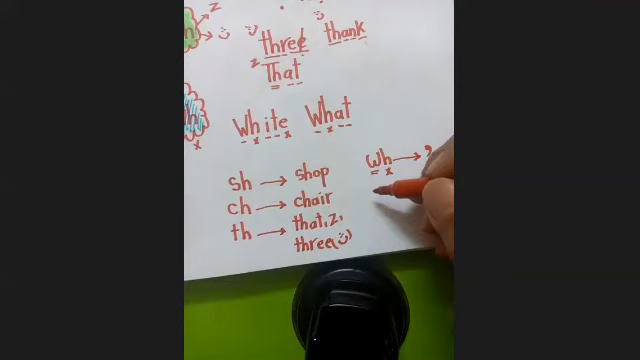 z
three thank
z That
White What
x x x
sh → shop
ch → chair
th → that, z,
three
wh →
x